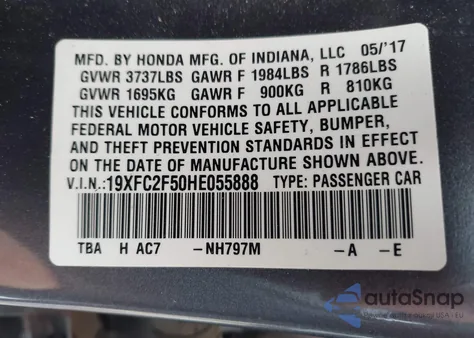 MFD. BY HONDA MFG. OF INDIANA, LLC 05/'17
GVWR 3737LBS GAWR F 1984LBS R 1786LBS
GVWR 1695KG GAWR F 900KG R 810KG
THIS VEHICLE CONFORMS TO ALL APPLICABLE
FEDERAL MOTOR VEHICLE SAFETY, BUMPER,
AND THEFT PREVENTION STANDARDS IN EFFECT
ON THE DATE OF MANUFACTURE SHOWN ABOVE.
V.I.N.:19XFC2F50HE055888 TYPE: PASSENGER CAR
TBA H AC7 -NH797M -A -E
autoSnap